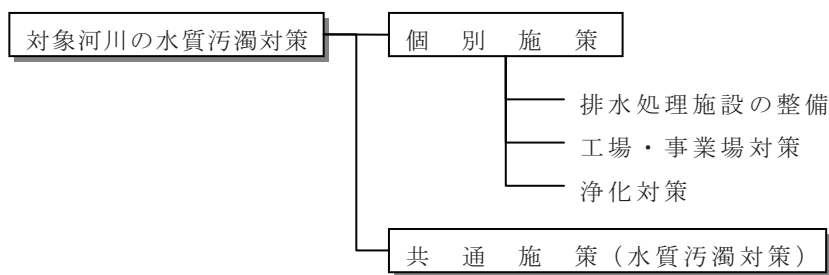 対象河川の水質汚濁対策
個別施策
排水処理施設の整備
工場・事業場対策
浄化対策
共通施策（水質汚濁対策）